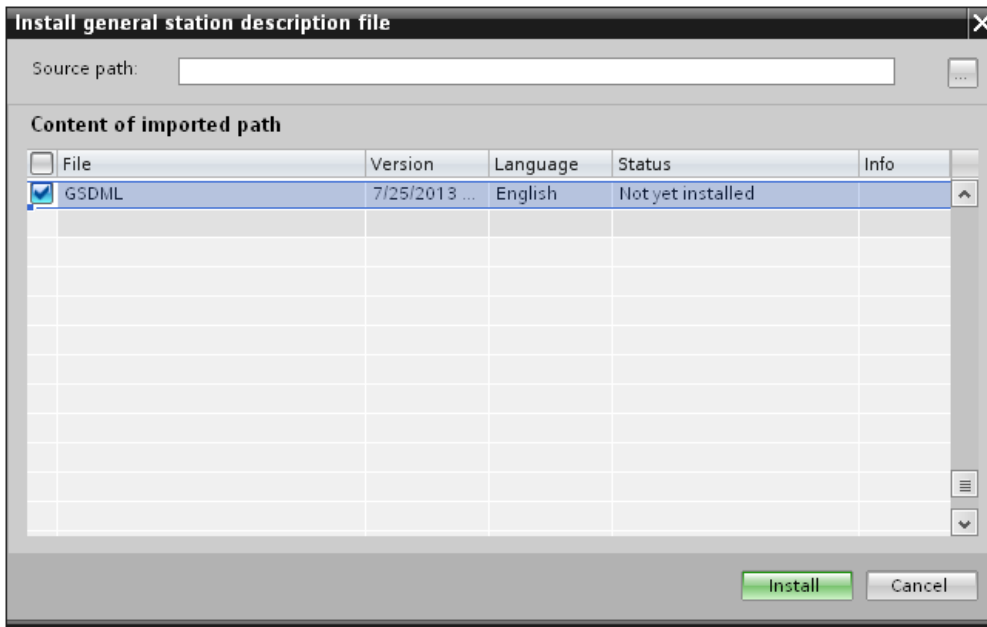 Install general station description file
Source path:
...
Content of imported path
File Version Language Status Info
GSDML 7/25/2013 ... English Not yet installed
Install Cancel